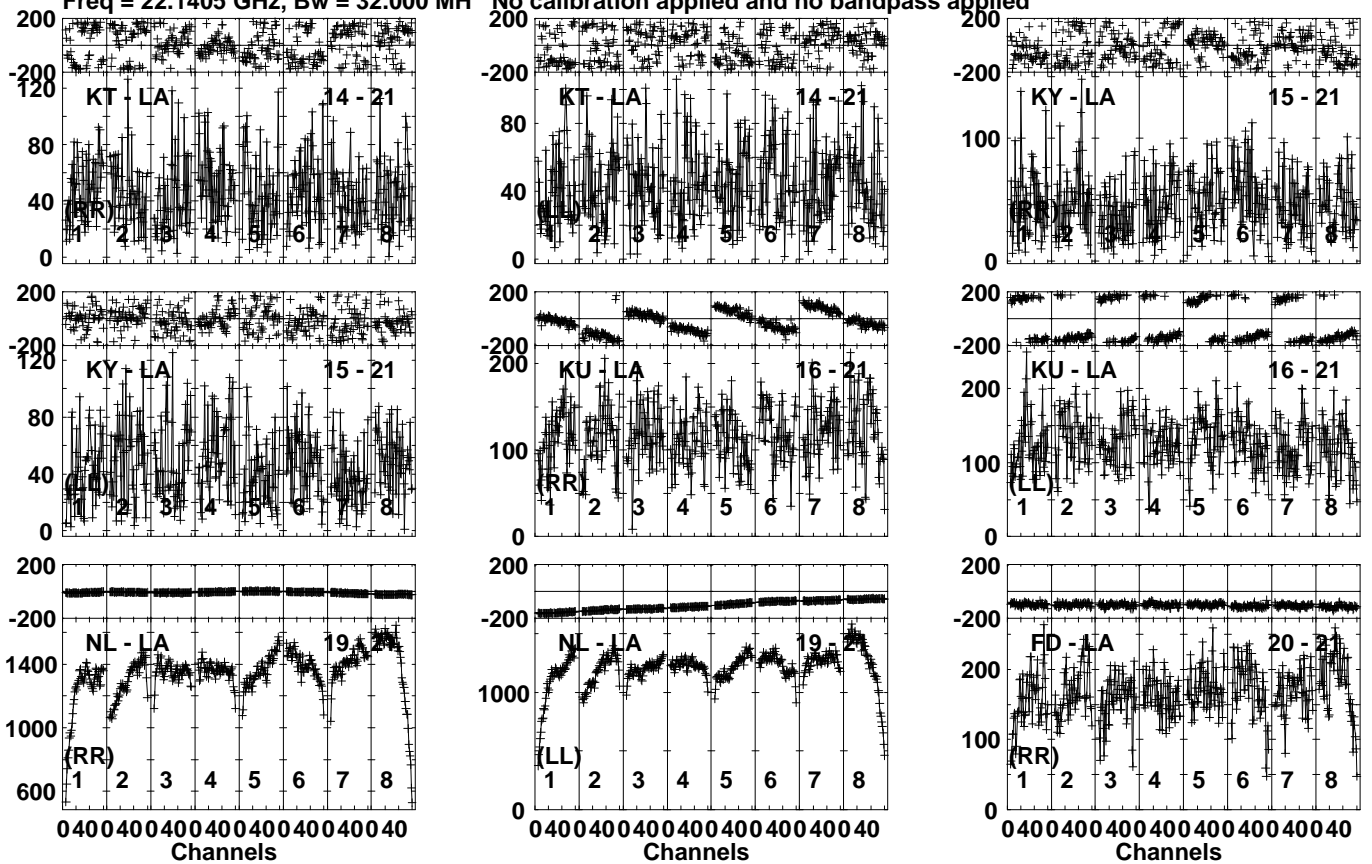 Freq = 22.1405 GHz, Bw = 32.000 MH No calibration applied and no bandpass applied
200 200 200
-200 -200 -200
KT - LA 14 - 21 KT - LA 14 - 21 KY - LA 15 - 21
120
80 80 100
40 40
(RR) (LL) (RR)
1 2 3 4 5 6 7 8 1 2 3 4 5 6 7 8 1 2 3 4 5 6 7 8
0 0 0
200 200 200
-200 -200 -200
KY - LA 15 - 21 KU - LA 16 - 21 KU - LA 16 - 21
120 200 200
80
40 100 100
(LL) (RR) (LL)
1 2 3 4 5 6 7 8 1 2 3 4 5 6 7 8 1 2 3 4 5 6 7 8
0 0 0
200 200 200
-200 -200 -200
NL - LA 19 - 21 NL - LA 19 - 21 FD - LA 20 - 21
1400 1000 200
1000 100
(RR) (LL) (RR)
1 2 3 4 5 6 7 8 1 2 3 4 5 6 7 8 1 2 3 4 5 6 7 8
600 0 0
0 40 0 40 0 40 0 40 0 40 0 40 0 40 0 40 0 40 0 40 0 40 0 40 0 40 0 40 0 40 0 40 0 40 0 40 0 40 0 40 0 40 0 40 0 40 0 40
Channels Channels Channels